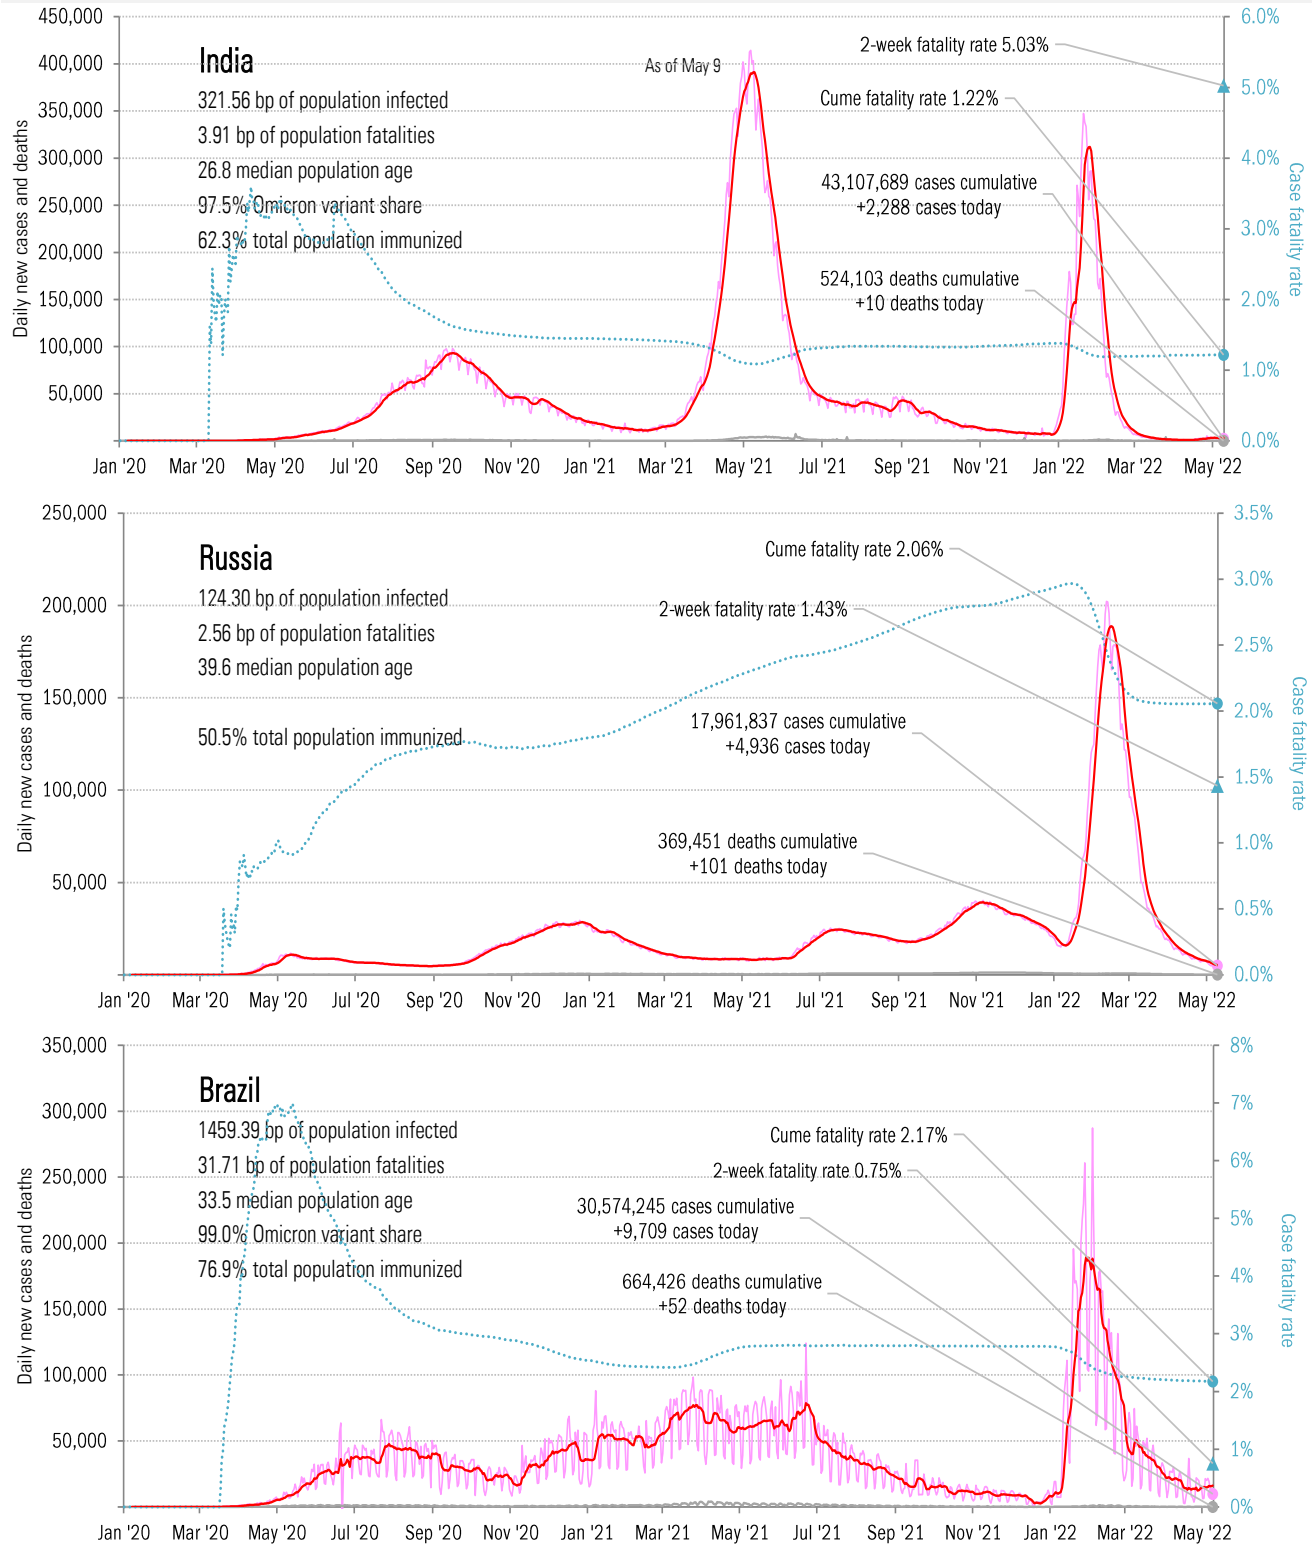 450,000
6.0%
India
2-week fatality rate 5.03%
400,000
As of May 9
5.0%
321.56 bp of population infected
Cume fatality rate 1.22%
350,000
3.91 bp of population fatalities
300,000
4.0%
26.8 median population age
43,107,689 cases cumulative
+2,288 cases today
250,000
97.5% Omicron variant share
3.0%
62.3% total population immunized
200,000
524,103 deaths cumulative
+10 deaths today
150,000
2.0%
100,000
1.0%
50,000
0.0%
Daily new cases and deaths
Case fatality rate
Jan '20 Mar '20 May '20 Jul '20 Sep '20 Nov '20 Jan '21 Mar '21 May '21 Jul '21 Sep '21 Nov '21 Jan '22 Mar '22 May '22
250,000
3.5%
Russia
Cume fatality rate 2.06%
3.0%
124.30 bp of population infected
200,000
2-week fatality rate 1.43%
2.56 bp of population fatalities
2.5%
39.6 median population age
150,000
2.0%
17,961,837 cases cumulative
+4,936 cases today
50.5% total population immunized
1.5%
100,000
369,451 deaths cumulative
+101 deaths today
1.0%
50,000
0.5%
0.0%
Daily new cases and deaths
Case fatality rate
Jan '20 Mar '20 May '20 Jul '20 Sep '20 Nov '20 Jan '21 Mar '21 May '21 Jul '21 Sep '21 Nov '21 Jan '22 Mar '22 May '22
350,000
8%
Brazil
7%
300,000
1459.39 bp of population infected
Cume fatality rate 2.17%
31.71 bp of population fatalities
2-week fatality rate 0.75%
6%
250,000
33.5 median population age
30,574,245 cases cumulative
+9,709 cases today
5%
99.0% Omicron variant share
200,000
76.9% total population immunized
664,426 deaths cumulative
+52 deaths today
4%
150,000
3%
100,000
2%
50,000
1%
0%
Daily new cases and deaths
Case fatality rate
Jan '20 Mar '20 May '20 Jul '20 Sep '20 Nov '20 Jan '21 Mar '21 May '21 Jul '21 Sep '21 Nov '21 Jan '22 Mar '22 May '22